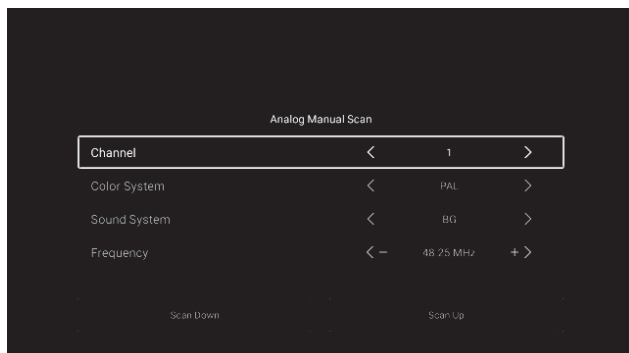 Analog Manual Scan
Channel < 1 >
Color System < PAL >
Sound System < BG >
Frequency < − 48.25 MHz + >
Scan Down Scan Up